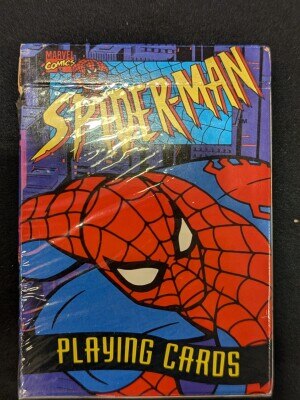 MARVEL
COMICS
SPIDER-MAN
PLAYING CARDS